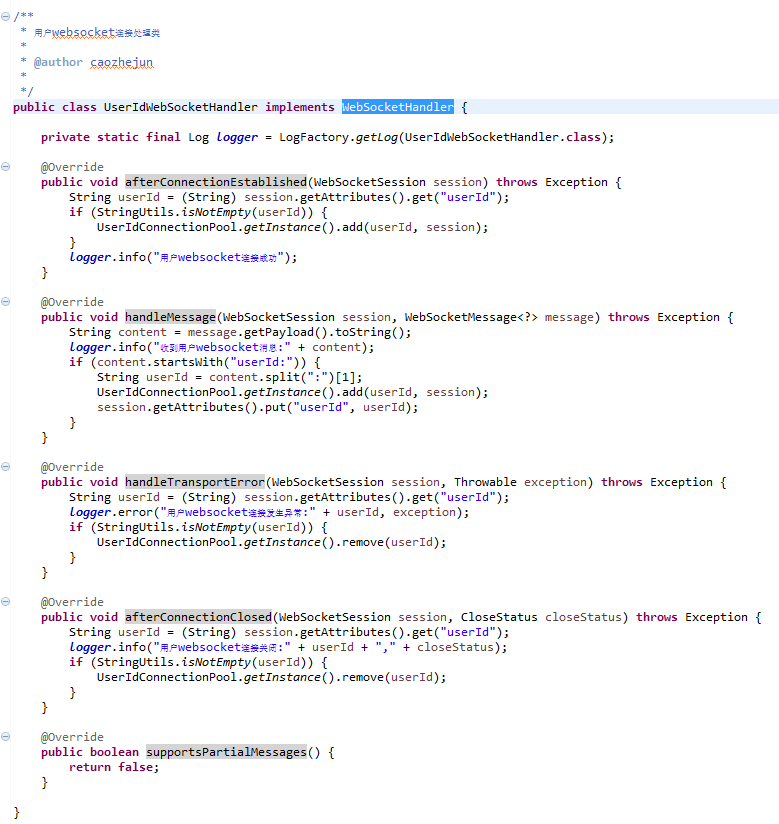 /**
 * 用户websocket连接处理类
 *
 * @author caozhejun
 *
 */
public class UserIdWebSocketHandler implements WebSocketHandler {
    private static final Log logger = LogFactory.getLog(UserIdWebSocketHandler.class);
    @Override
    public void afterConnectionEstablished(WebSocketSession session) throws Exception {
        String userId = (String) session.getAttributes().get("userId");
        if (StringUtils.isNotEmpty(userId)) {
            UserIdConnectionPool.getInstance().add(userId, session);
        }
        logger.info("用户websocket连接成功");
    }
    @Override
    public void handleMessage(WebSocketSession session, WebSocketMessage<?> message) throws Exception {
        String content = message.getPayload().toString();
        logger.info("收到用户websocket消息:" + content);
        if (content.startsWith("userId:")) {
            String userId = content.split(":")[1];
            UserIdConnectionPool.getInstance().add(userId, session);
            session.getAttributes().put("userId", userId);
        }
    }
    @Override
    public void handleTransportError(WebSocketSession session, Throwable exception) throws Exception {
        String userId = (String) session.getAttributes().get("userId");
        logger.error("用户websocket连接发生异常:" + userId, exception);
        if (StringUtils.isNotEmpty(userId)) {
            UserIdConnectionPool.getInstance().remove(userId);
        }
    }
    @Override
    public void afterConnectionClosed(WebSocketSession session, CloseStatus closeStatus) throws Exception {
        String userId = (String) session.getAttributes().get("userId");
        logger.info("用户websocket连接关闭:" + userId + "," + closeStatus);
        if (StringUtils.isNotEmpty(userId)) {
            UserIdConnectionPool.getInstance().remove(userId);
        }
    }
    @Override
    public boolean supportsPartialMessages() {
        return false;
    }
}